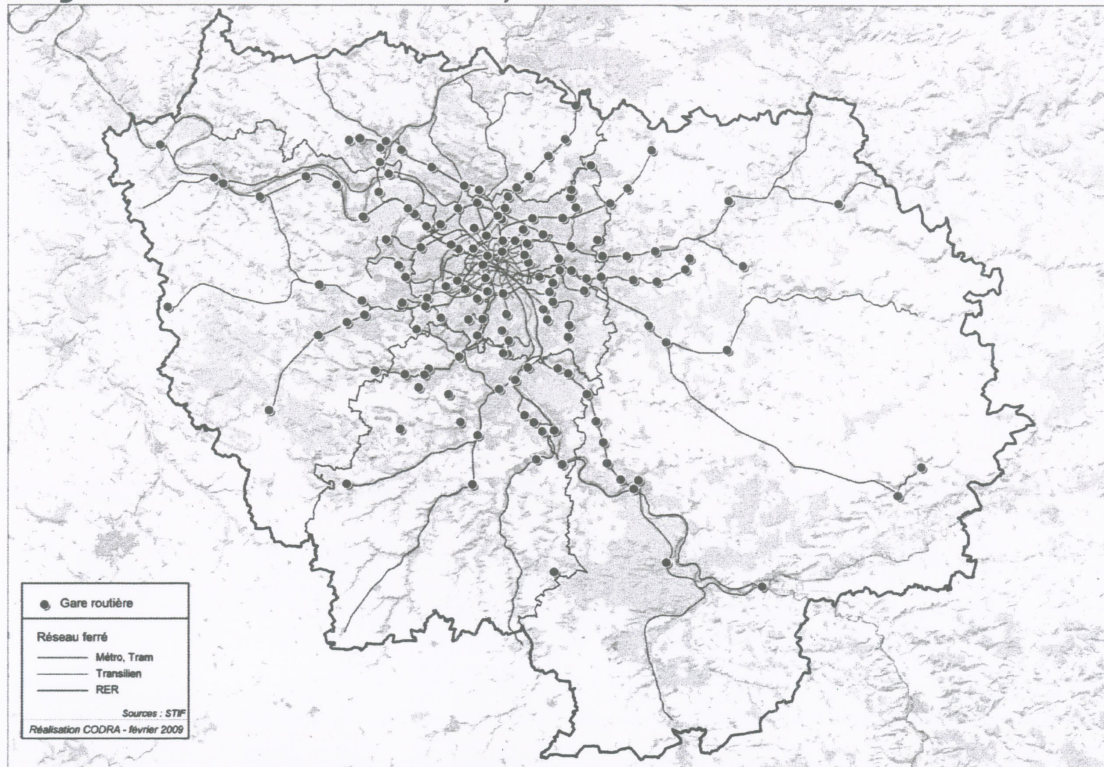 Gare routière
Réseau ferré
Métro, Tram
Transilien
RER
Sources : STIF
Réalisation CODRA - février 2009